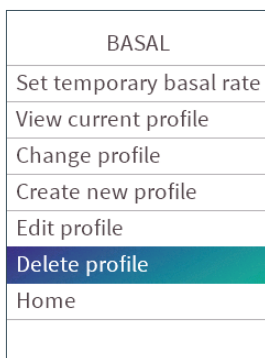 BASAL
Set temporary basal rate
View current profile
Change profile
Create new profile
Edit profile
Delete profile
Home